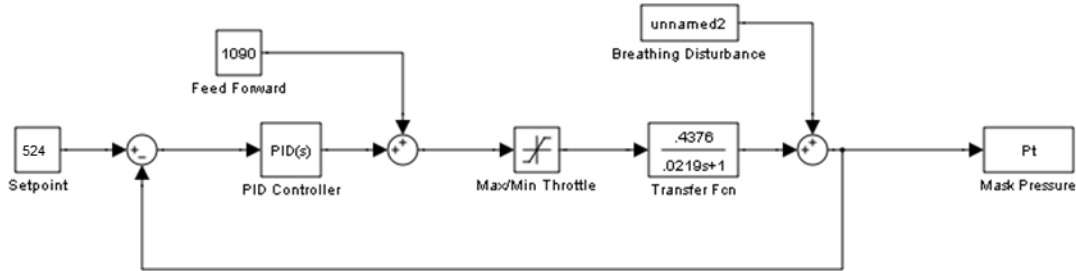 unnamed2
Breathing Disturbance
1090
Feed Forward
524
Setpoint
+
−
PID(s)
PID Controller
+
+
Max/Min Throttle
.4376
.0219s+1
Transfer Fcn
+
+
Pt
Mask Pressure